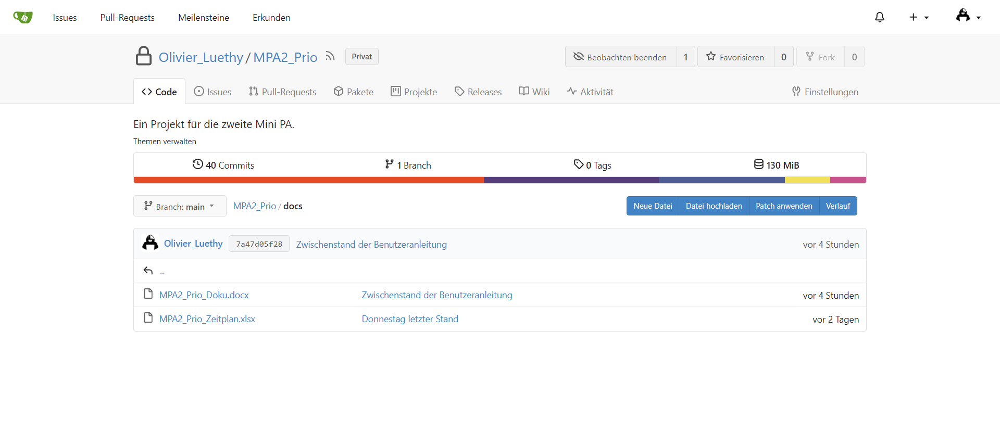 Issues Pull-Requests Meilensteine Erkunden
Olivier_Luethy / MPA2_Prio Privat Beobachten beenden 1 Favorisieren 0 Fork 0
Code Issues Pull-Requests Pakete Projekte Releases Wiki Aktivität Einstellungen
Ein Projekt für die zweite Mini PA.
Themen verwalten
40 Commits 1 Branch 0 Tags 130 MiB
Branch: main MPA2_Prio / docs Neue Datei Datei hochladen Patch anwenden Verlauf
Olivier_Luethy 7a47d05f28 Zwischenstand der Benutzeranleitung vor 4 Stunden
..
MPA2_Prio_Doku.docx Zwischenstand der Benutzeranleitung vor 4 Stunden
MPA2_Prio_Zeitplan.xlsx Donnestag letzter Stand vor 2 Tagen